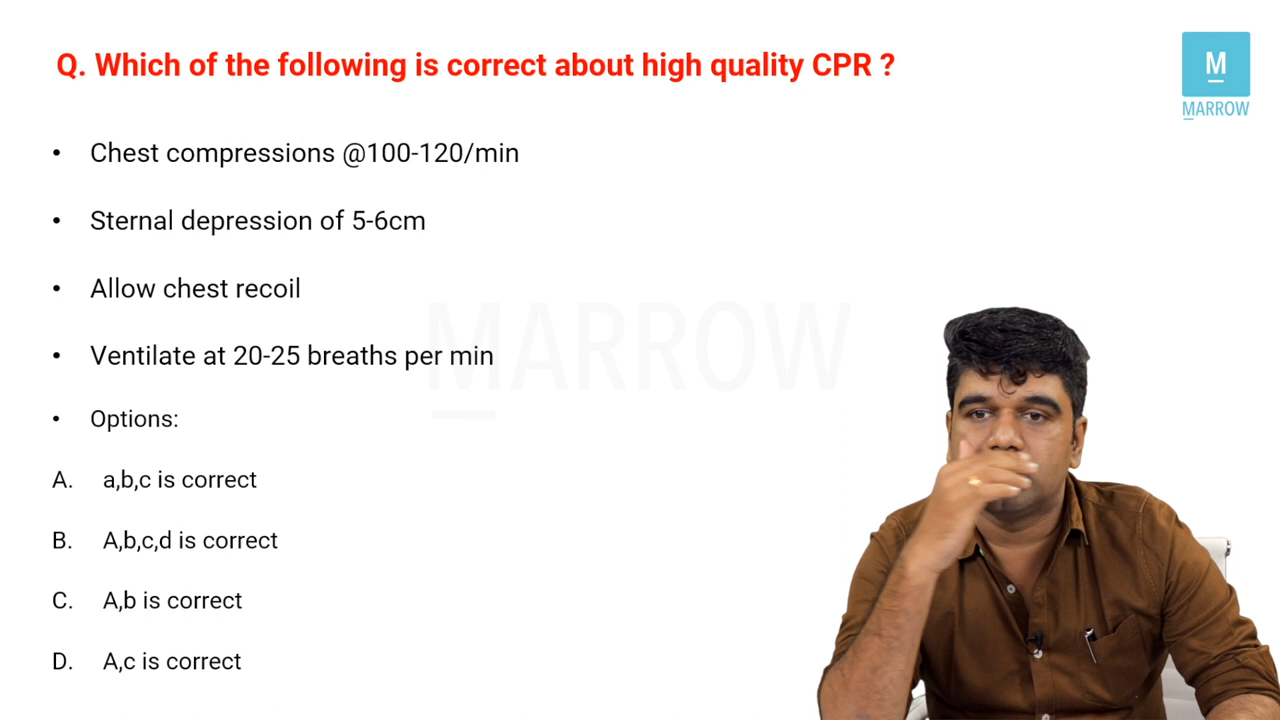 Q. Which of the following is correct about high quality CPR ?
M
MARROW
• Chest compressions @100-120/min
• Sternal depression of 5-6cm
• Allow chest recoil
• Ventilate at 20-25 breaths per min
MARROW
• Options:
A. a,b,c is correct
B. A,b,c,d is correct
C. A,b is correct
D. A,c is correct